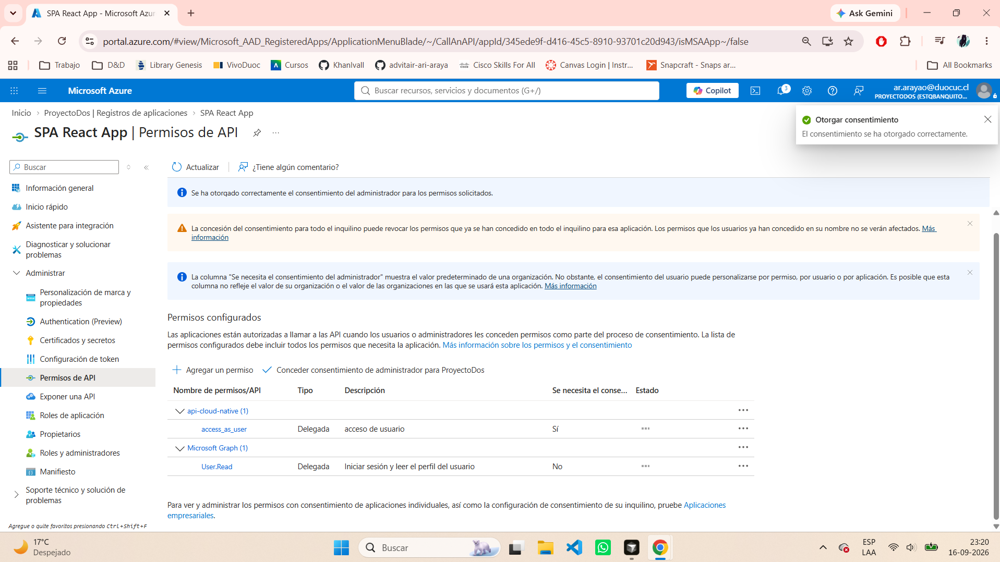 SPA React App - Microsoft Azur
Ask Gemini
portal.azure.com/#view/Microsoft_AAD_RegisteredApps/ApplicationMenuBlade/~/CallAnAPI/appId/345ede9f-d416-45c5-8910-93701c20d943/isMSAApp~/false
Trabajo
D&D
Library Genesis
VivoDuoc
Cursos
Khanlvall
advitair-ari-araya
Cisco Skills For All
Canvas Login | Instr...
Snapcraft - Snaps ar...
All Bookmarks
Microsoft Azure
Buscar recursos, servicios y documentos (G+/)
Copilot
3
ar.arayao@duocuc.cl
PROYECTODOS (ESTQBANQUITO...
Inicio > ProyectoDos | Registros de aplicaciones > SPA React App
SPA React App | Permisos de API
Otorgar consentimiento
El consentimiento se ha otorgado correctamente.
Buscar
Información general
Inicio rápido
Asistente para integración
Diagnosticar y solucionar
problemas
Administrar
Personalización de marca y
propiedades
Authentication (Preview)
Certificados y secretos
Configuración de token
Permisos de API
Exponer una API
Roles de aplicación
Propietarios
Roles y administradores
Manifiesto
Soporte técnico y solución de
problemas
Agregue o quite favoritos presionando Ctrl+Shift+F
Actualizar
¿Tiene algún comentario?
Se ha otorgado correctamente el consentimiento del administrador para los permisos solicitados.
La concesión del consentimiento para todo el inquilino puede revocar los permisos que ya se han concedido en todo el inquilino para esa aplicación. Los permisos que los usuarios ya han concedido en su nombre no se verán afectados. Más
información
La columna "Se necesita el consentimiento del administrador" muestra el valor predeterminado de una organización. No obstante, el consentimiento del usuario puede personalizarse por permiso, por usuario o por aplicación. Es posible que esta
columna no refleje el valor de su organización o el valor de las organizaciones en las que se usará esta aplicación. Más información
Permisos configurados
Las aplicaciones están autorizadas a llamar a las API cuando los usuarios o administradores les conceden permisos como parte del proceso de consentimiento. La lista de
permisos configurados debe incluir todos los permisos que necesita la aplicación. Más información sobre los permisos y el consentimiento
Agregar un permiso
Conceder consentimiento de administrador para ProyectoDos
Nombre de permisos/API Tipo Descripción Se necesita el conse... Estado
api-cloud-native (1)
access_as_user Delegada acceso de usuario Sí
Microsoft Graph (1)
User.Read Delegada Iniciar sesión y leer el perfil del usuario No
Para ver y administrar los permisos con consentimiento de aplicaciones individuales, así como la configuración de consentimiento de su inquilino, pruebe Aplicaciones
empresariales.
17°C
Despejado
Buscar
ESP
LAA
23:20
16-09-2026